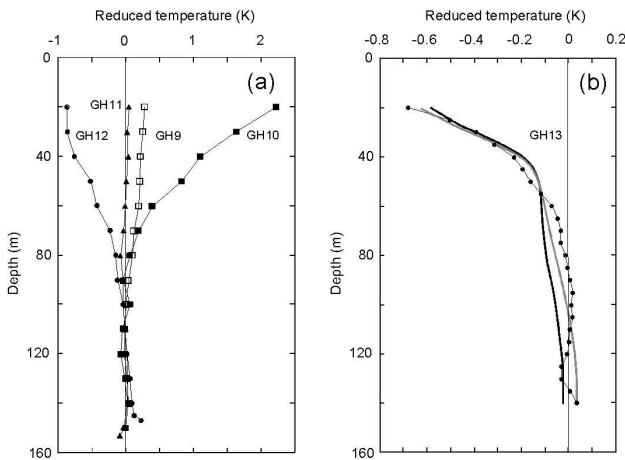 Reduced temperature (K)
-1 0 1 2
0
40
80
120
160
Depth (m)
(a)
GH11
GH12
GH9
GH10
Reduced temperature (K)
-0.8 -0.6 -0.4 -0.2 0 0.2
0
40
80
120
160
Depth (m)
(b)
GH13